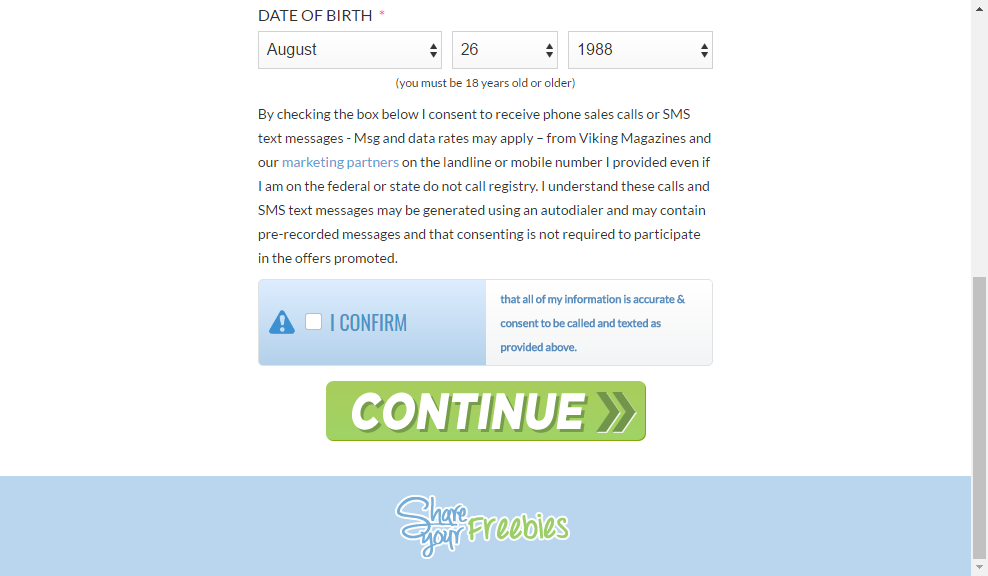 DATE OF BIRTH *
August 26 1988
(you must be 18 years old or older)
By checking the box below I consent to receive phone sales calls or SMS
text messages - Msg and data rates may apply – from Viking Magazines and
our marketing partners on the landline or mobile number I provided even if
I am on the federal or state do not call registry. I understand these calls and
SMS text messages may be generated using an autodialer and may contain
pre-recorded messages and that consenting is not required to participate
in the offers promoted.
I CONFIRM
that all of my information is accurate &
consent to be called and texted as
provided above.
CONTINUE
Share
your Freebies